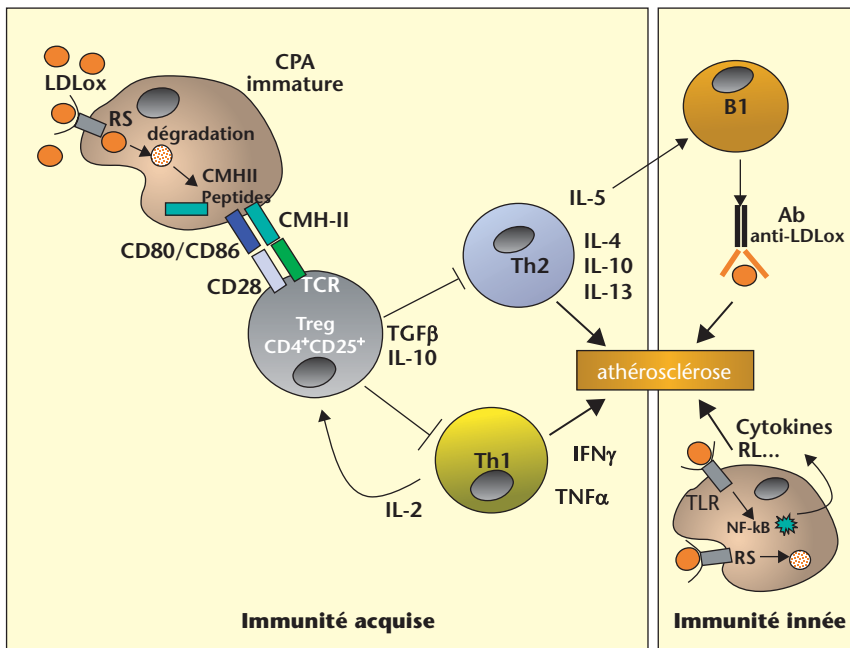 LDLox
CPA
immature
RS
dégradation
CMHII
Peptides
CMH-II
CD80/CD86
CD28
TCR
Treg
CD4+CD25+
TGFβ
IL-10
Th2
IL-5
IL-4
IL-10
IL-13
Th1
IL-2
IFNγ
TNFα
Immunité acquise
B1
Ab
anti-LDLox
athérosclérose
Cytokines
RL...
TLR
NF-kB
RS
Immunité innée